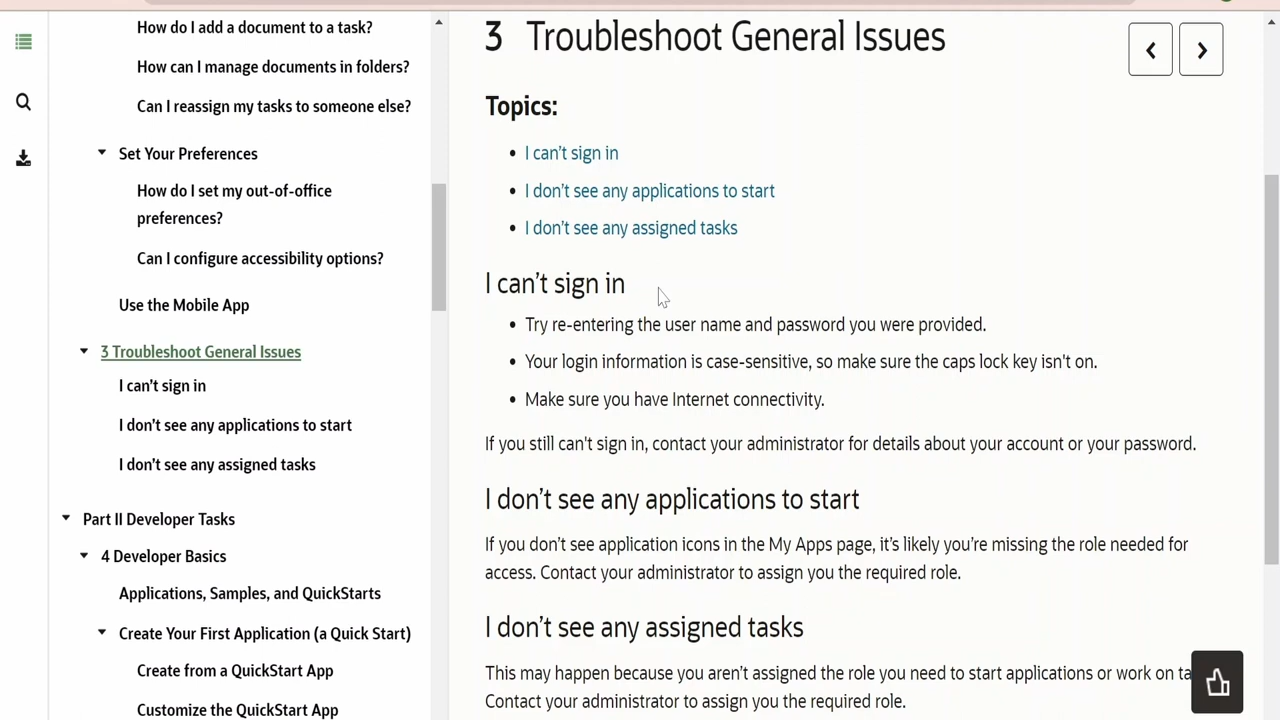 How do I add a document to a task?
How can I manage documents in folders?
Can I reassign my tasks to someone else?
Set Your Preferences
How do I set my out-of-office
preferences?
Can I configure accessibility options?
Use the Mobile App
3 Troubleshoot General Issues
I can't sign in
I don't see any applications to start
I don't see any assigned tasks
Part II Developer Tasks
4 Developer Basics
Applications, Samples, and QuickStarts
Create Your First Application (a Quick Start)
Create from a QuickStart App
Customize the QuickStart App
3 Troubleshoot General Issues
Topics:
• I can't sign in
• I don't see any applications to start
• I don't see any assigned tasks
I can't sign in
• Try re-entering the user name and password you were provided.
• Your login information is case-sensitive, so make sure the caps lock key isn't on.
• Make sure you have Internet connectivity.
If you still can't sign in, contact your administrator for details about your account or your password.
I don't see any applications to start
If you don't see application icons in the My Apps page, it's likely you're missing the role needed for
access. Contact your administrator to assign you the required role.
I don't see any assigned tasks
This may happen because you aren't assigned the role you need to start applications or work on ta
Contact your administrator to assign you the required role.